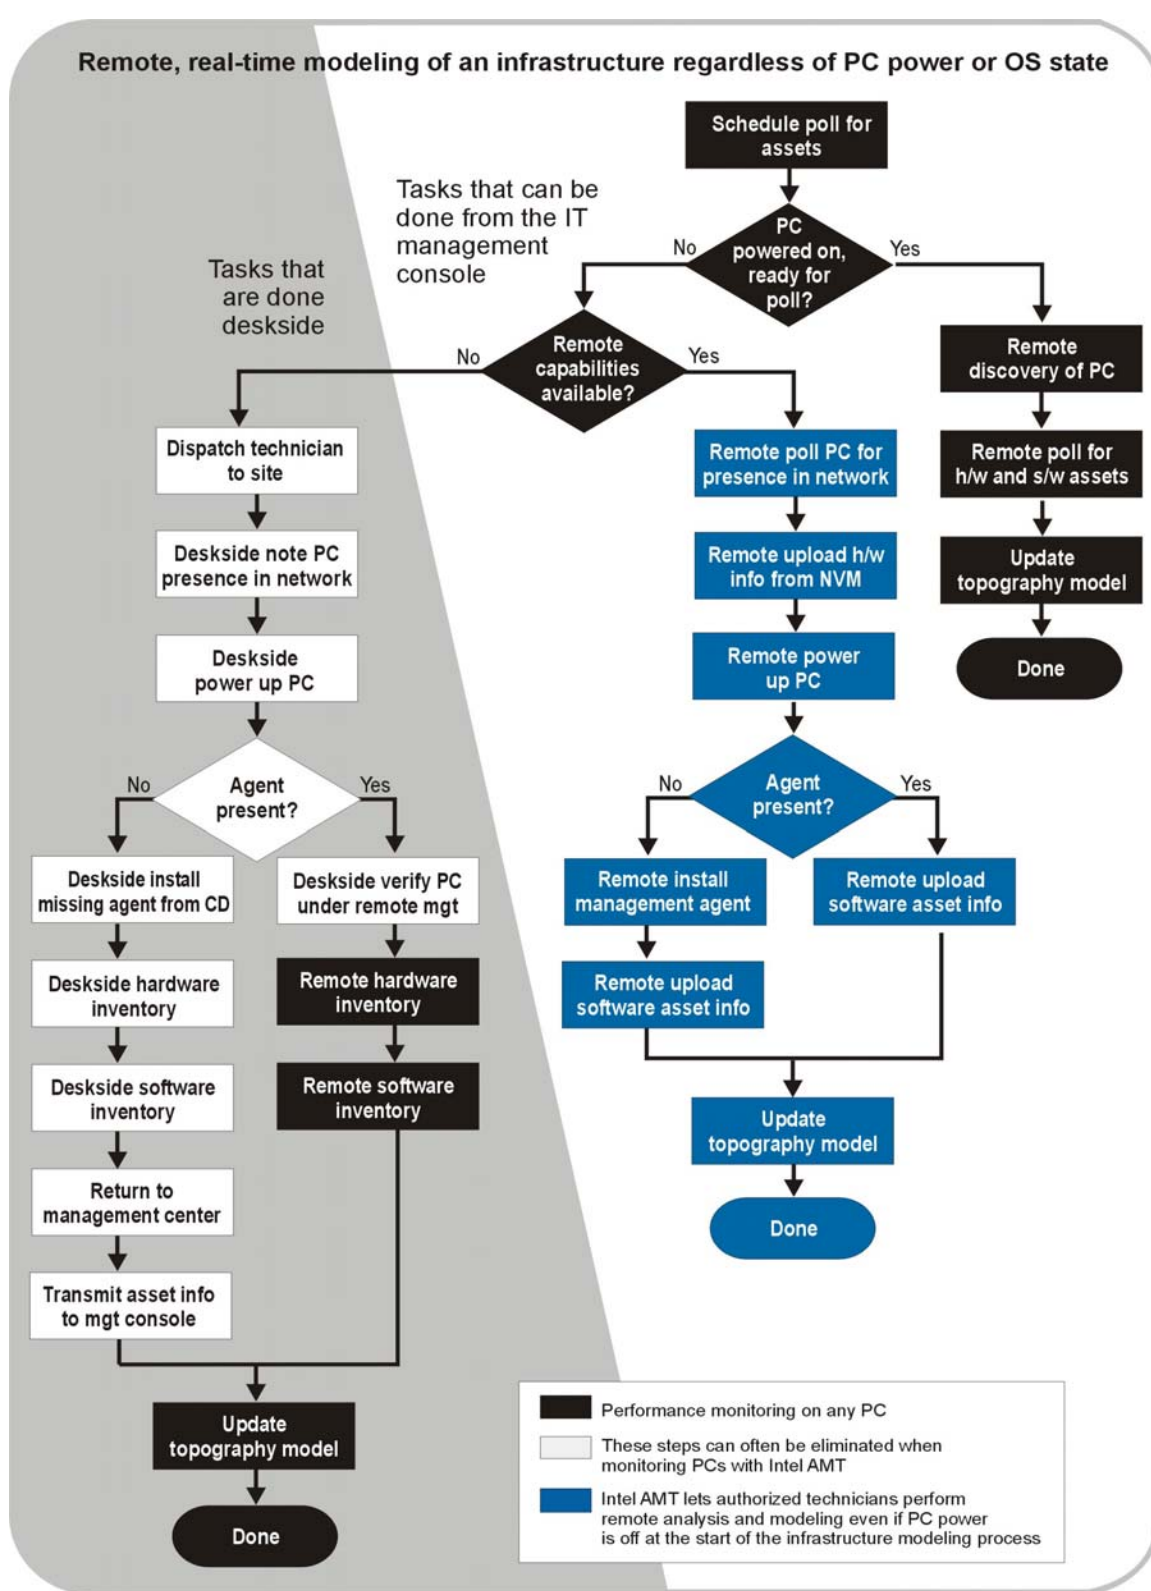 Remote, real-time modeling of an infrastructure regardless of PC power or OS state
Schedule poll for
assets
Tasks that can be
done from the IT
management
console
Tasks that
are done
deskside
PC
powered on,
ready for
poll?
No
Yes
Remote
capabilities
available?
No
Yes
Remote
discovery of PC
Remote poll for
h/w and s/w assets
Update
topography model
Done
Dispatch technician
to site
Deskside note PC
presence in network
Deskside
power up PC
Agent
present?
No
Yes
Deskside install
missing agent from CD
Deskside hardware
inventory
Deskside software
inventory
Return to
management center
Transmit asset info
to mgt console
Deskside verify PC
under remote mgt
Remote hardware
inventory
Remote software
inventory
Update
topography model
Done
Remote poll PC for
presence in network
Remote upload h/w
info from NVM
Remote power
up PC
Agent
present?
No
Yes
Remote install
management agent
Remote upload
software asset info
Remote upload
software asset info
Update
topography model
Done
Performance monitoring on any PC
These steps can often be eliminated when
monitoring PCs with Intel AMT
Intel AMT lets authorized technicians perform
remote analysis and modeling even if PC power
is off at the start of the infrastructure modeling process